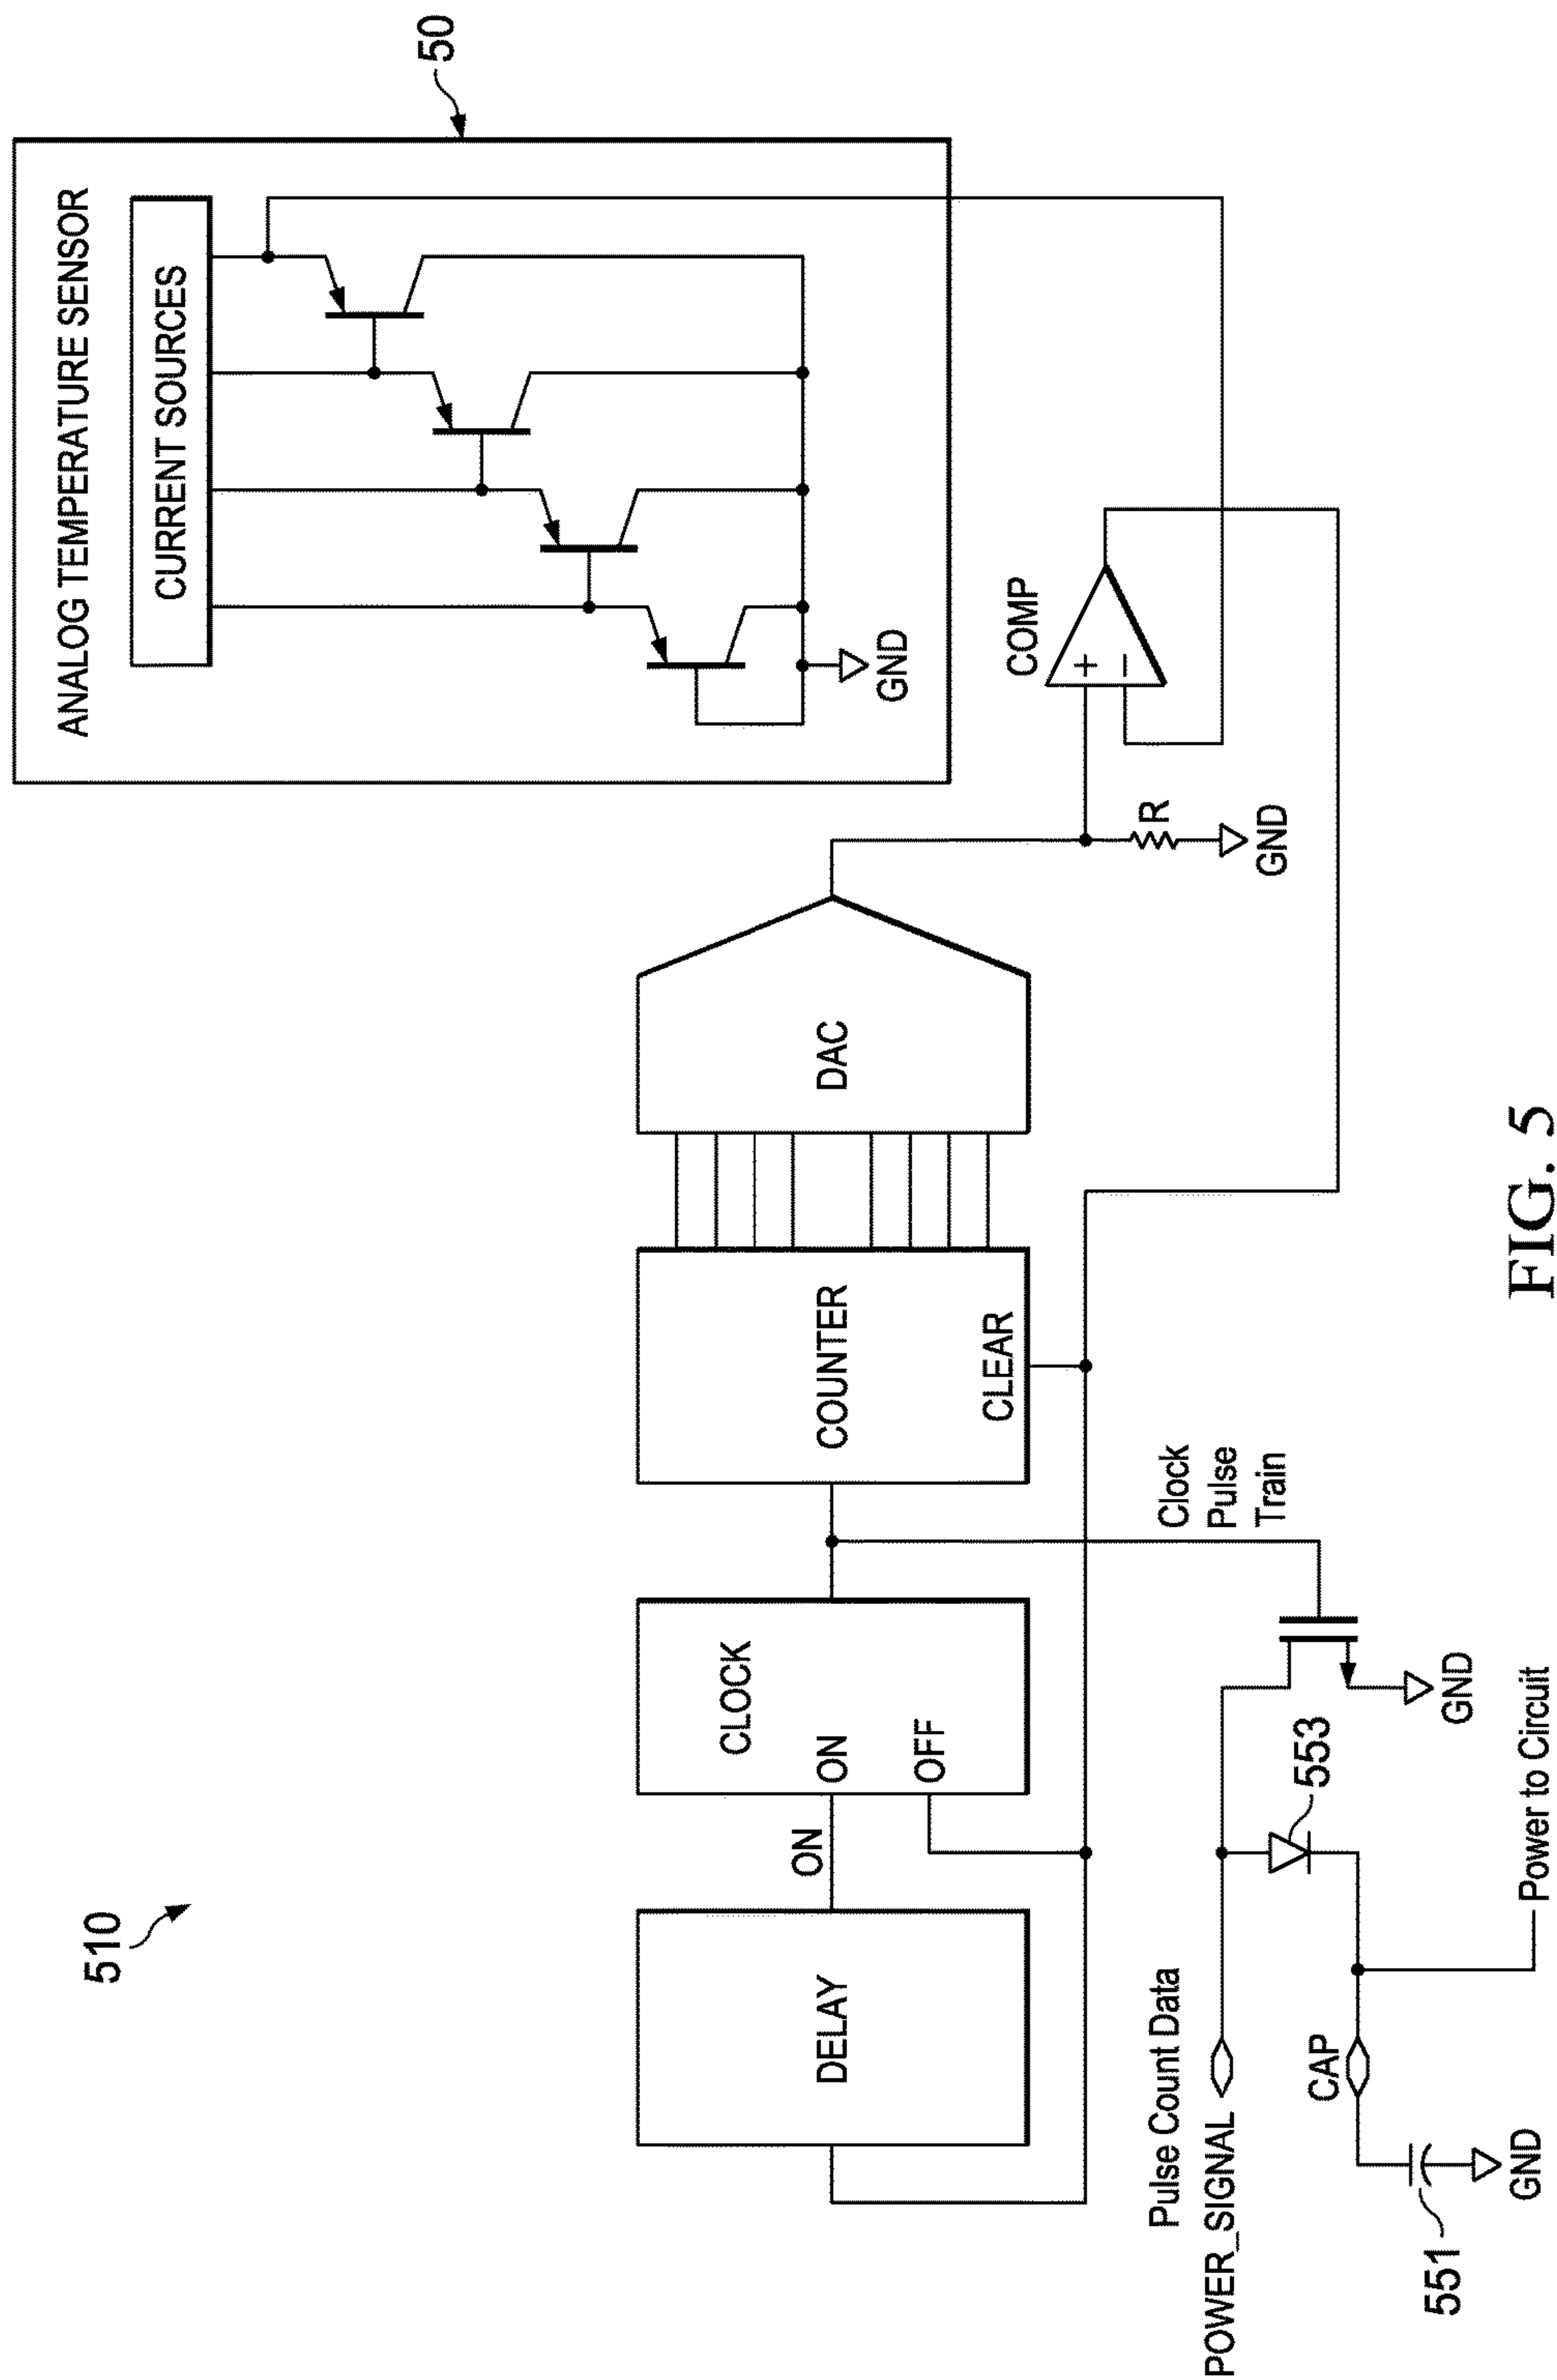 510
50
ANALOG TEMPERATURE SENSOR
CURRENT SOURCES
GND
DELAY
ON
CLOCK
ON
OFF
COUNTER
CLEAR
DAC
COMP
+
−
R
GND
Clock
Pulse
Train
Pulse Count Data
POWER_SIGNAL
553
GND
CAP
551
GND
Power to Circuit
FIG. 5